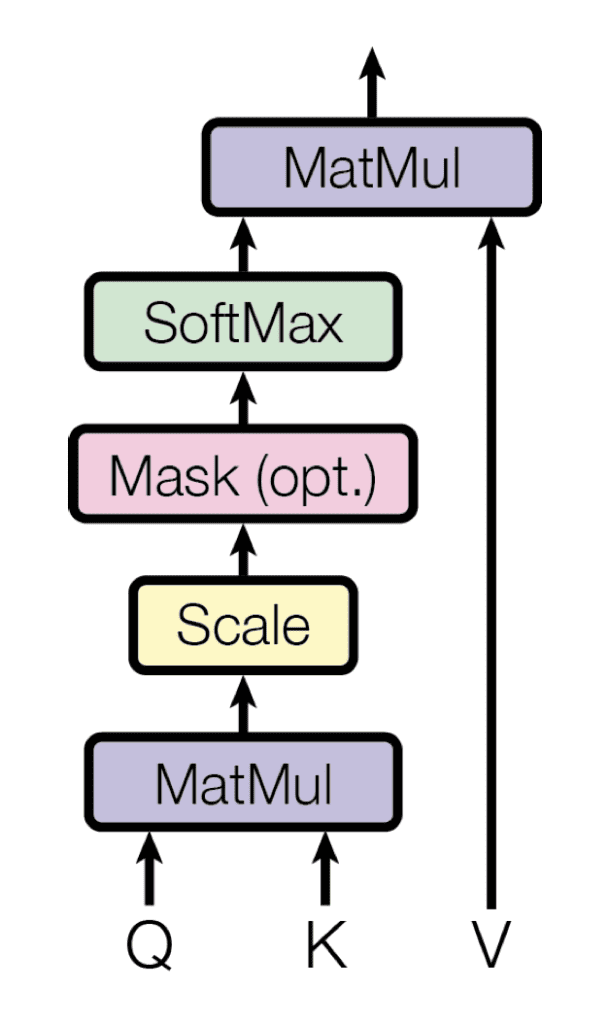 MatMul
SoftMax
Mask (opt.)
Scale
MatMul
Q K V